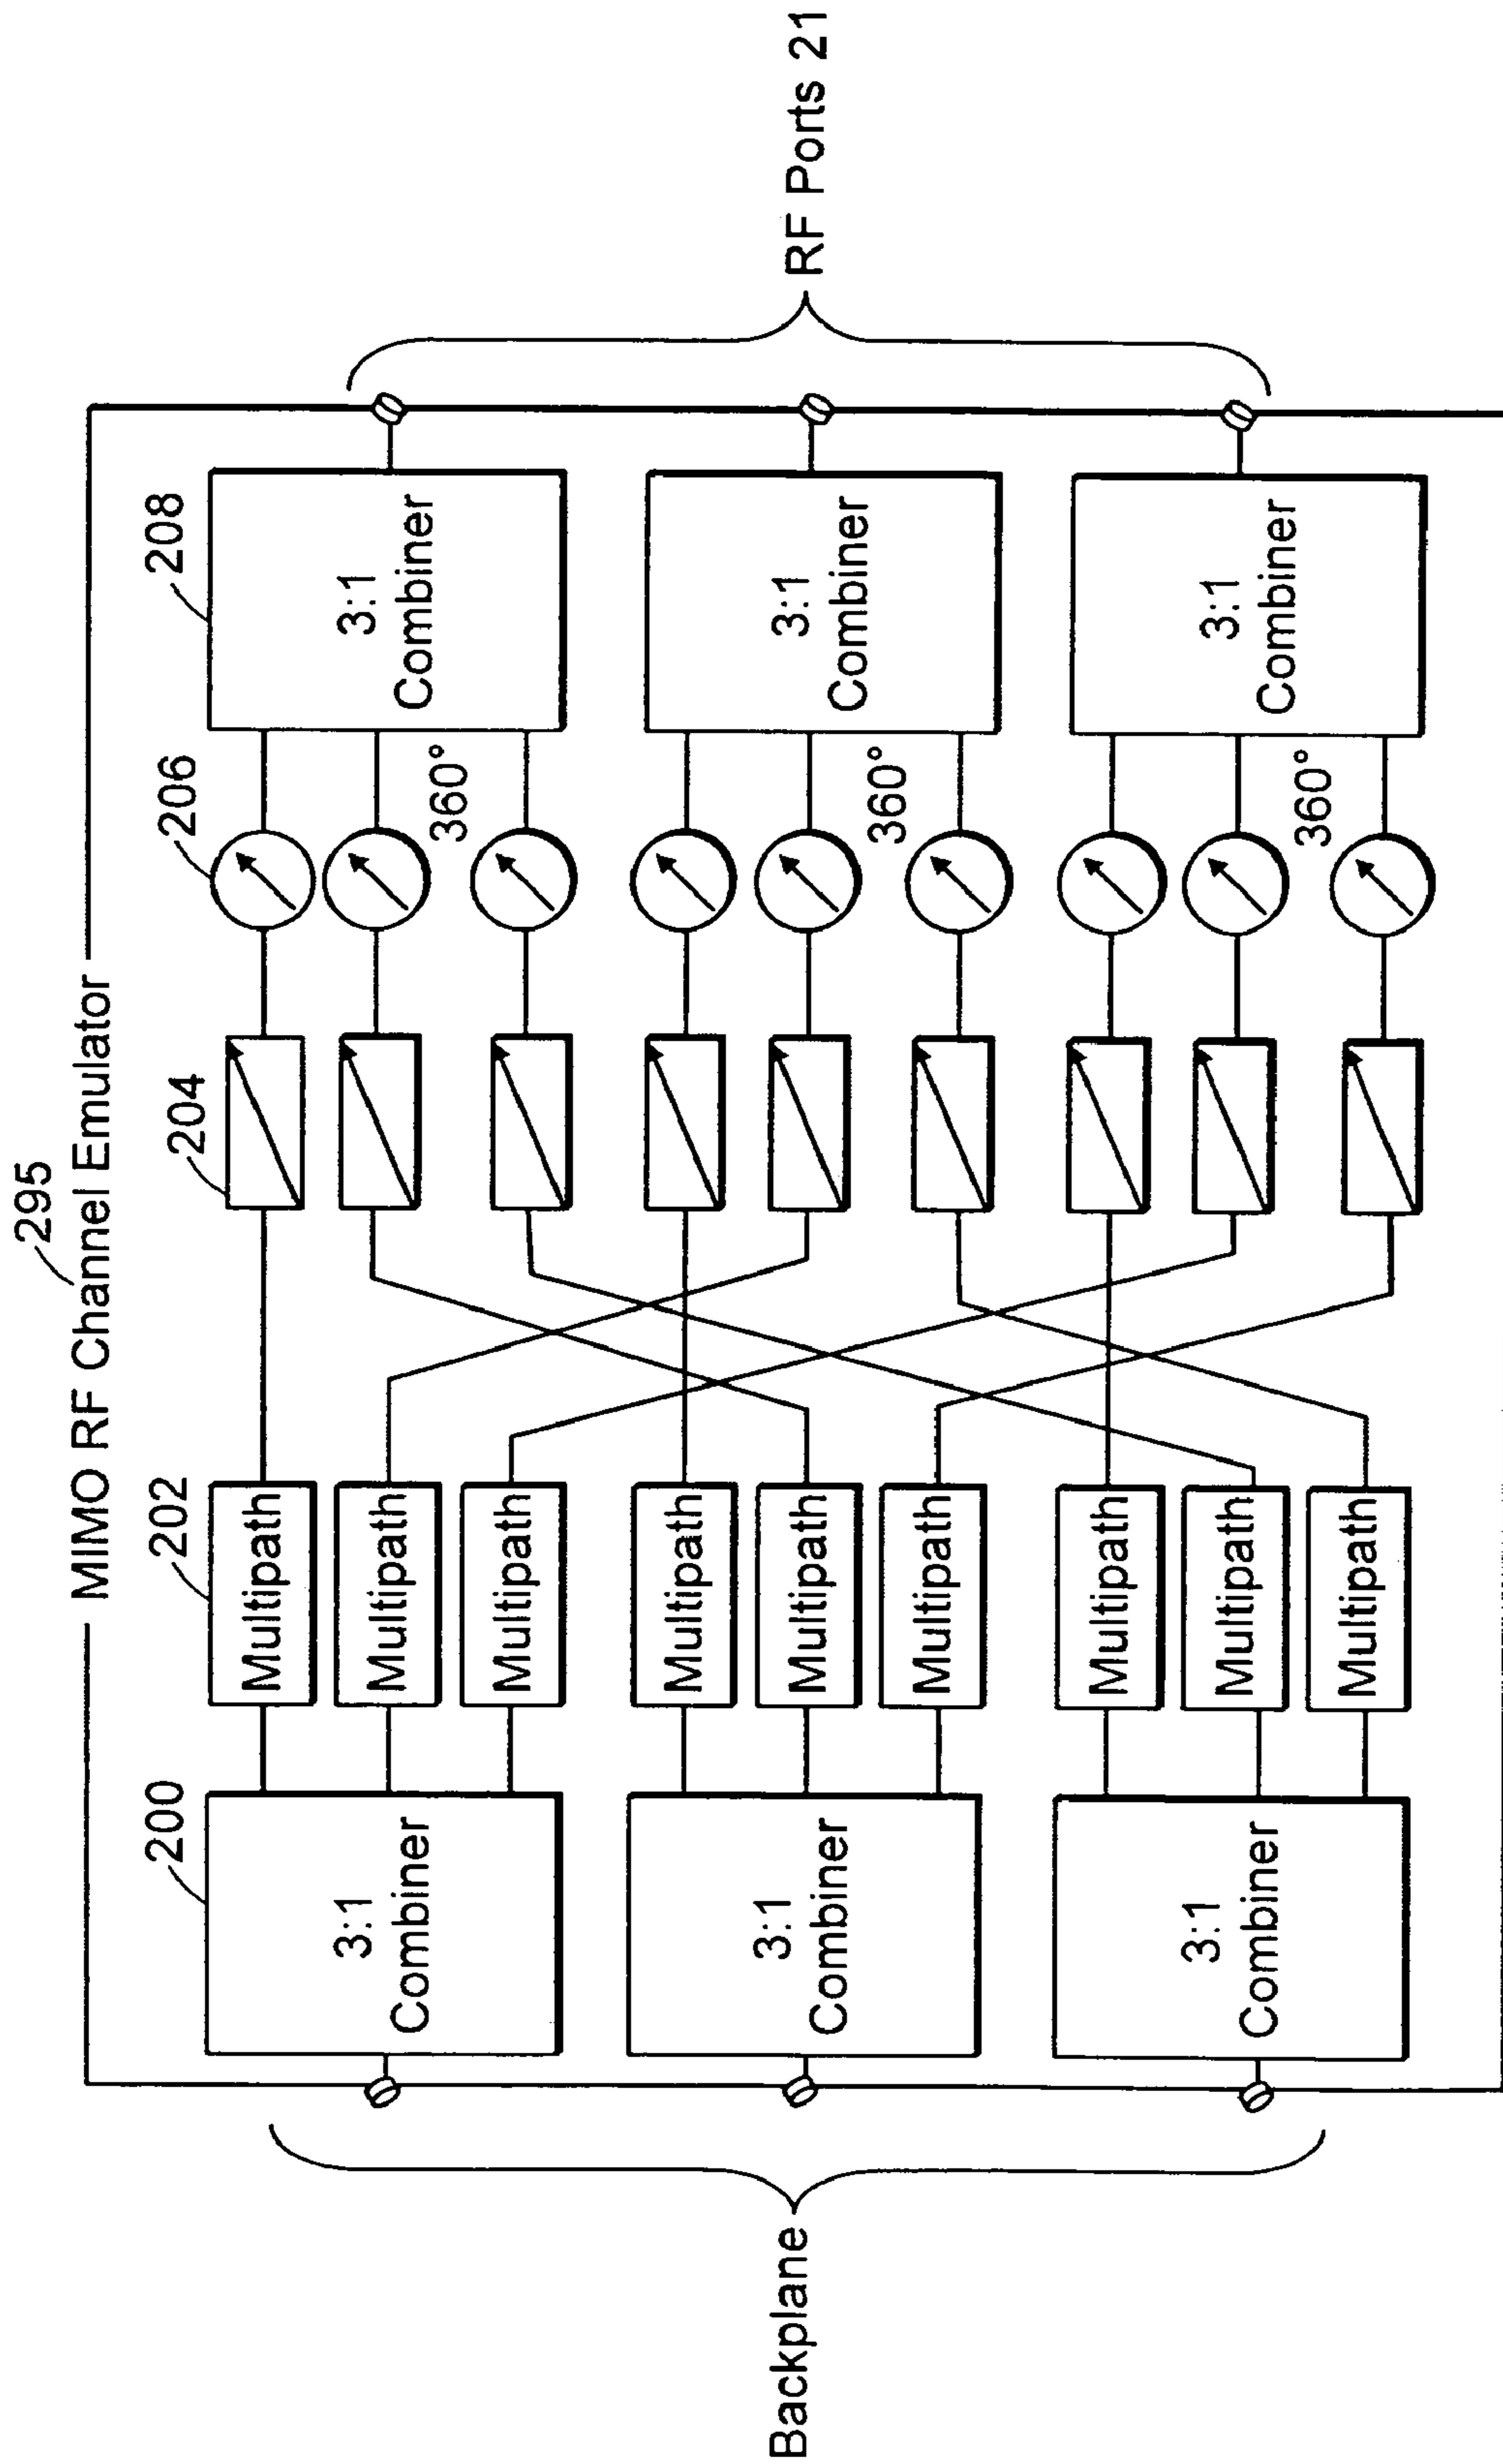 295
MIMO RF Channel Emulator
200
202
204
206
208
3:1
Combiner
Multipath
Multipath
Multipath
360°
3:1
Combiner
3:1
Combiner
Multipath
Multipath
Multipath
360°
3:1
Combiner
3:1
Combiner
Multipath
Multipath
Multipath
360°
3:1
Combiner
Backplane
RF Ports 21